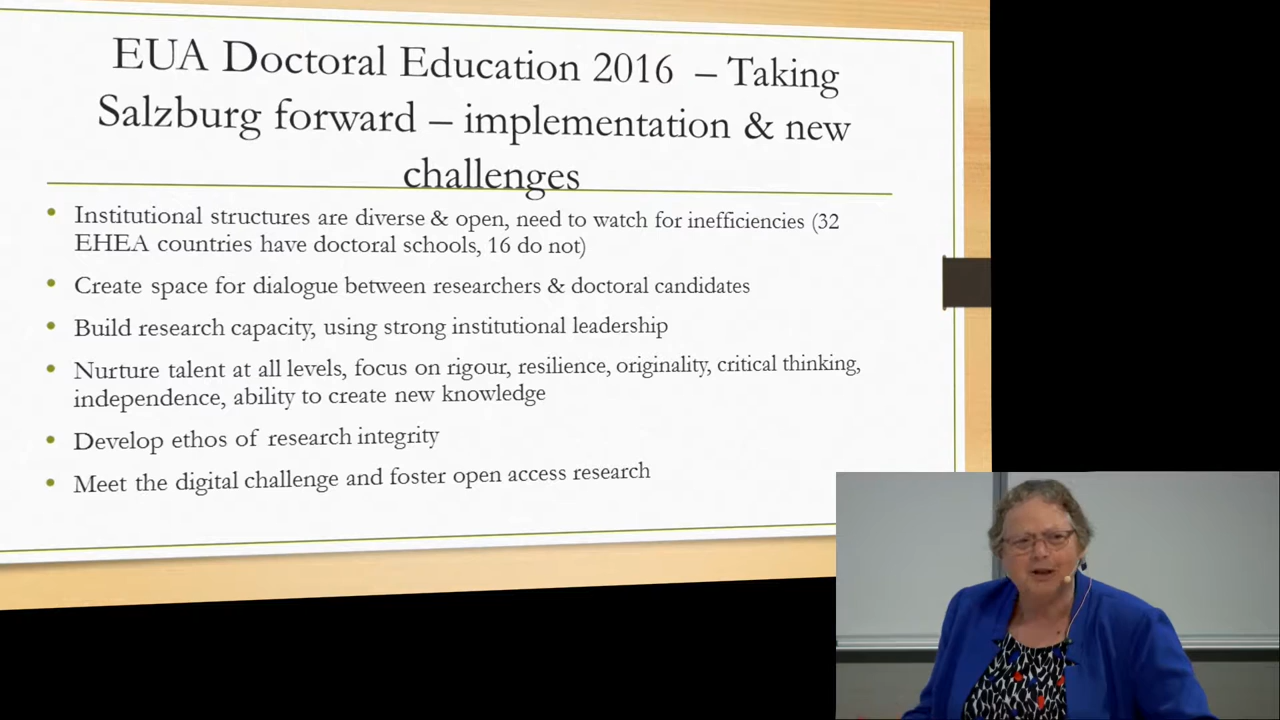 EUA Doctoral Education 2016 – Taking
Salzburg forward – implementation & new
challenges
• Institutional structures are diverse & open, need to watch for inefficiencies (32
EHEA countries have doctoral schools, 16 do not)
• Create space for dialogue between researchers & doctoral candidates
• Build research capacity, using strong institutional leadership
• Nurture talent at all levels, focus on rigour, resilience, originality, critical thinking,
independence, ability to create new knowledge
• Develop ethos of research integrity
• Meet the digital challenge and foster open access research